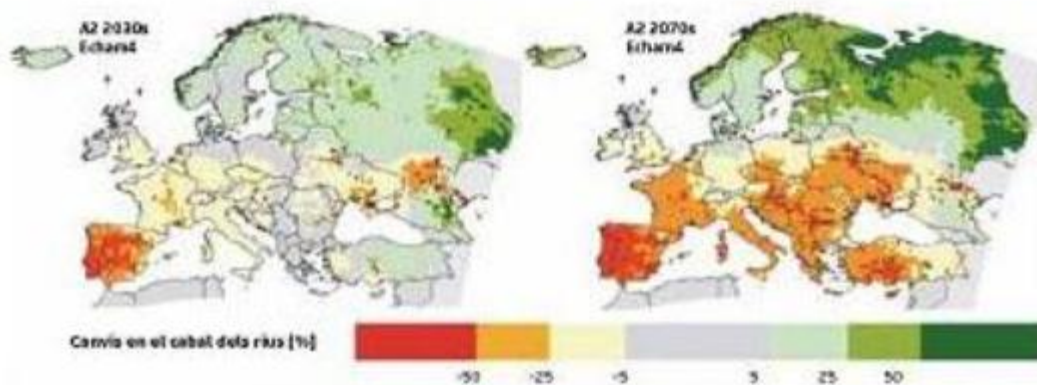 A2 2030s
Echam4
A2 2070s
Echam4
Canvis en el cabal dels rius [%]
-50 -25 -5 5 25 50